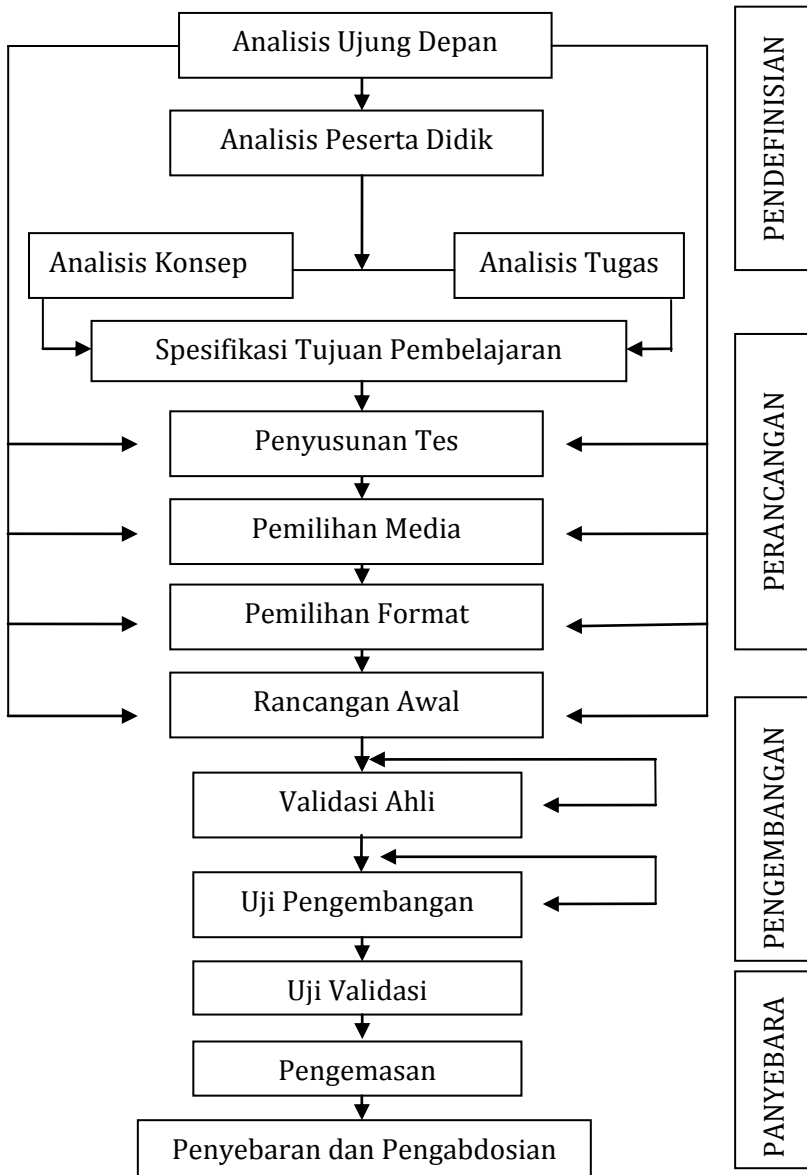 Analisis Ujung Depan
Analisis Peserta Didik
Analisis Konsep
Analisis Tugas
Spesifikasi Tujuan Pembelajaran
Penyusunan Tes
Pemilihan Media
Pemilihan Format
Rancangan Awal
Validasi Ahli
Uji Pengembangan
Uji Validasi
Pengemasan
Penyebaran dan Pengabdosian
PENDEFINISIAN
PERANCANGAN
PENGEMBANGAN
PANYEBARA